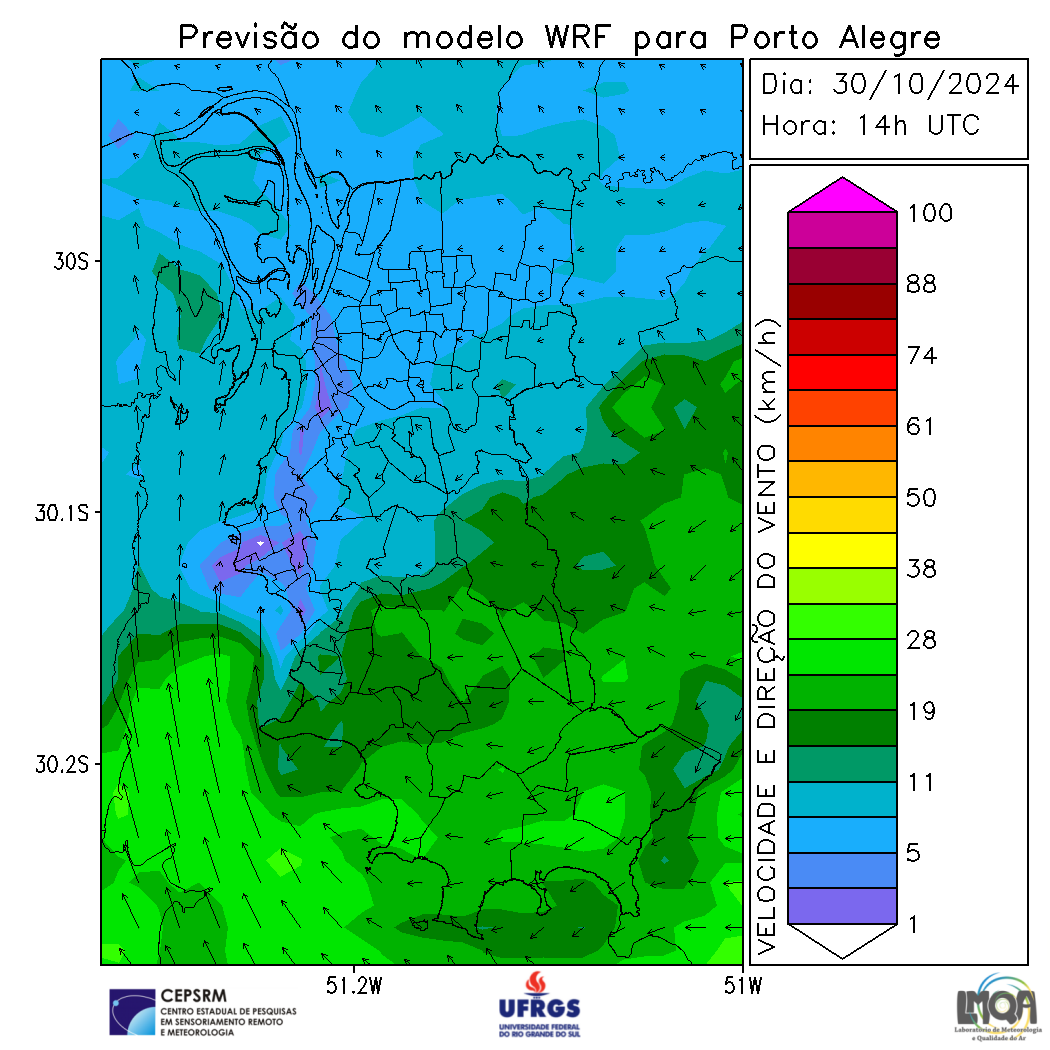 Previsão do modelo WRF para Porto Alegre
Dia: 30/10/2024
Hora: 14h UTC
30S
30.1S
30.2S
51.2W
51W
VELOCIDADE E DIREÇÃO DO VENTO (km/h)
100
88
74
61
50
38
28
19
11
5
1
CEPSRM
CENTRO ESTADUAL DE PESQUISAS
EM SENSORIAMENTO REMOTO
E METEOROLOGIA
UFRGS
UNIVERSIDADE FEDERAL
DO RIO GRANDE DO SUL
LMQA
Laboratório de Meteorologia
e Qualidade do Ar